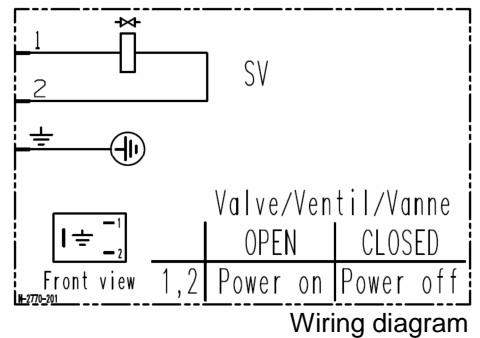 1
SV
2
Valve/Ventil/Vanne
OPEN CLOSED
1
2
Front view 1,2 Power on Power off
H-2770-201
Wiring diagram